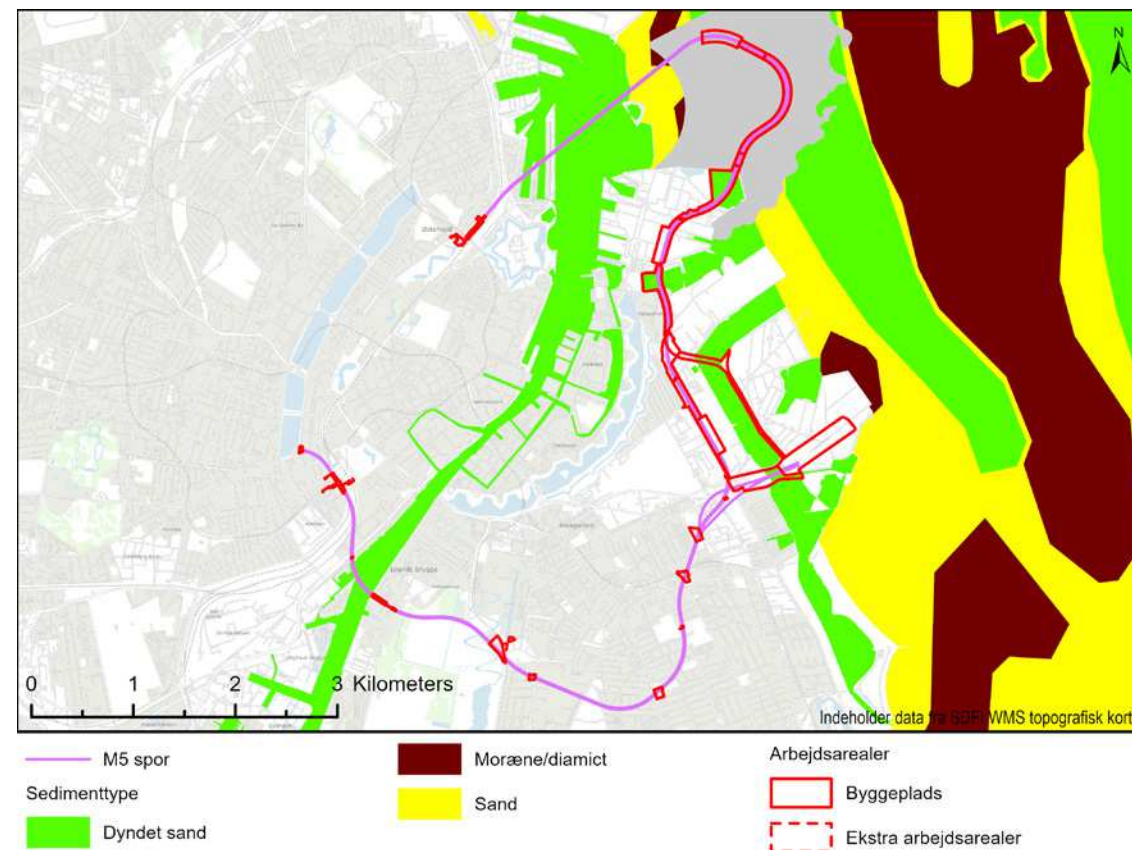 N
0 1 2 3 Kilometers
Indeholder data fra SDFI WMS topografisk kort
M5 spor
Sedimenttype
Dyndet sand
Moræne/diamict
Sand
Arbejdsarealer
Byggeplads
Ekstra arbejdsarealer